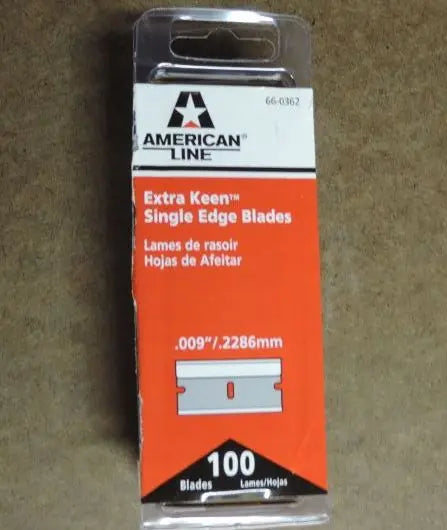 66-0362
AMERICAN®
LINE
Extra Keen™
Single Edge Blades
Lames de rasoir
Hojas de Afeitar
.009"/.2286mm
100
Blades Lames/Hojas